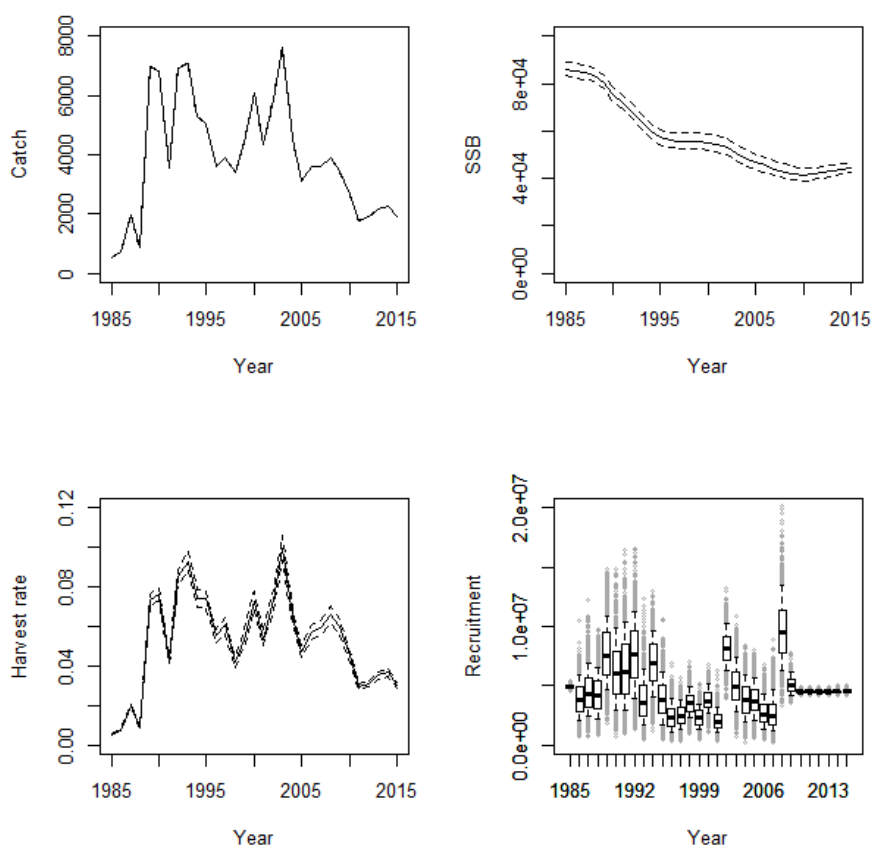 Catch
0 2000 4000 6000 8000
1985 1995 2005 2015
Year
SSB
0e+00 4e+04 8e+04
1985 1995 2005 2015
Year
Harvest rate
0.00 0.04 0.08 0.12
1985 1995 2005 2015
Year
Recruitment
0.0e+00 1.0e+07 2.0e+07
1985 1992 1999 2006 2013
Year